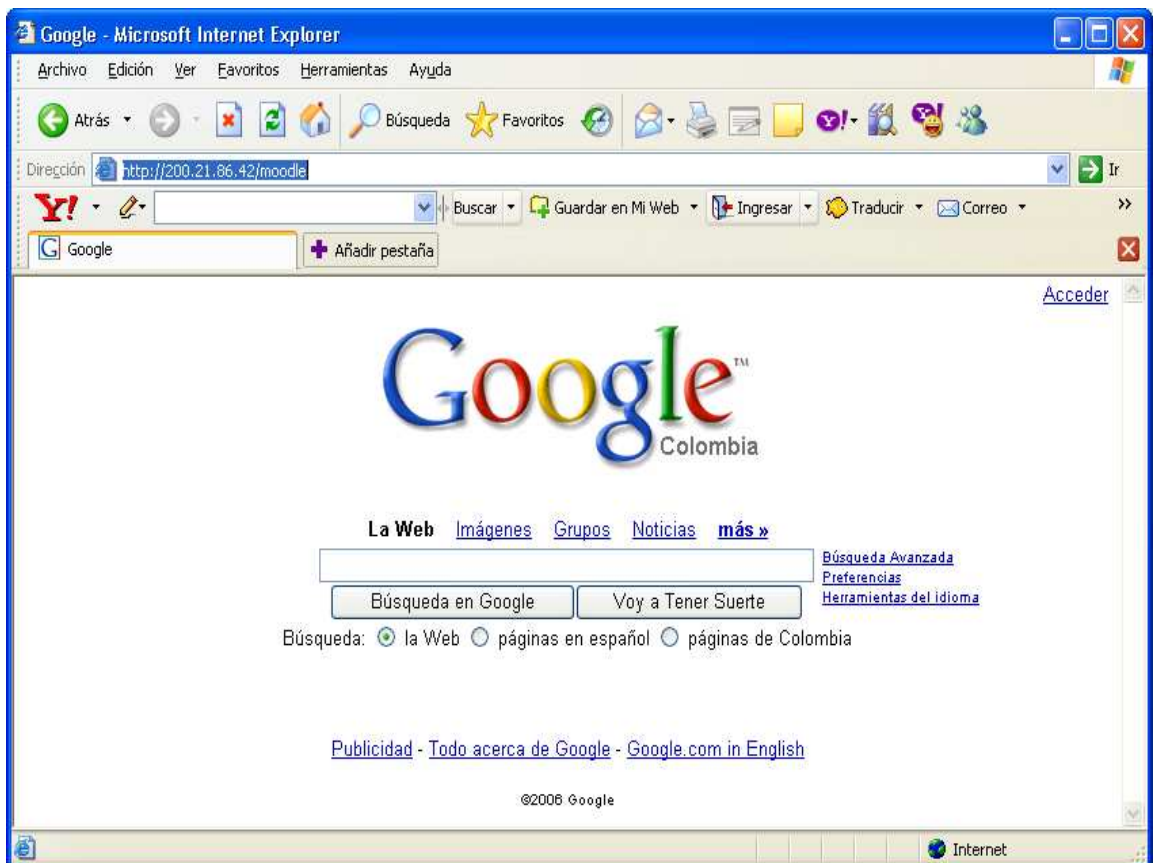 Google - Microsoft Internet Explorer
Archivo Edición Ver Favoritos Herramientas Ayuda
Atrás Búsqueda Favoritos
Dirección http://200.21.86.42/moodle Ir
Y! Buscar Guardar en Mi Web Ingresar Traducir Correo »
G Google Añadir pestaña
Acceder
Google™
Colombia
La Web Imágenes Grupos Noticias más »
Búsqueda Avanzada
Preferencias
Herramientas del idioma
Búsqueda en Google Voy a Tener Suerte
Búsqueda: la Web páginas en español páginas de Colombia
Publicidad - Todo acerca de Google - Google.com in English
©2006 Google
Internet